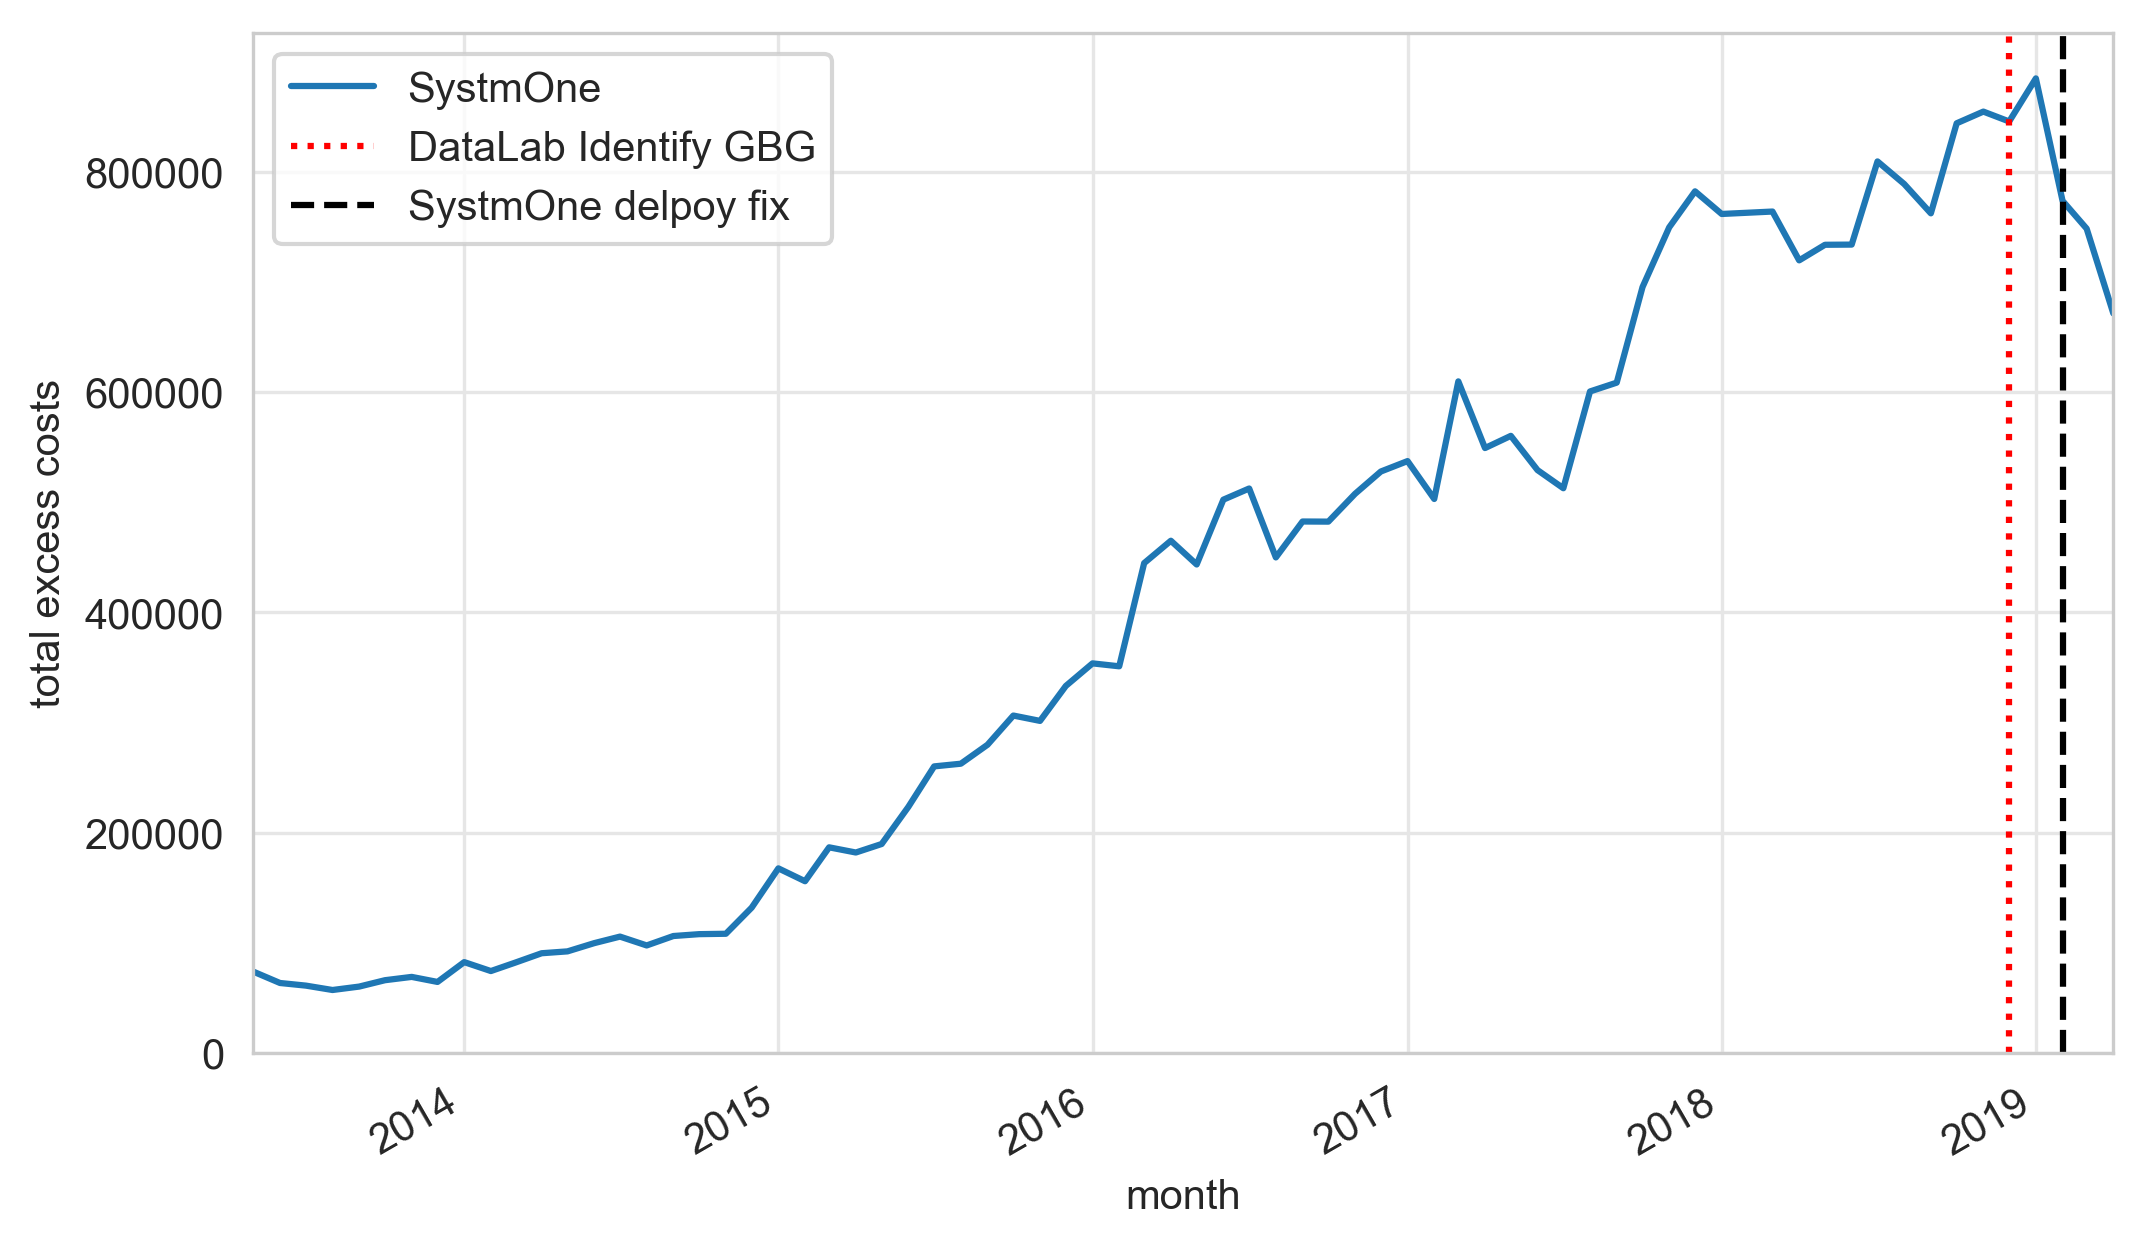 SystmOne
DataLab Identify GBG
SystmOne delpoy fix
800000
600000
400000
200000
0
total excess costs
2014
2015
2016
2017
2018
2019
month